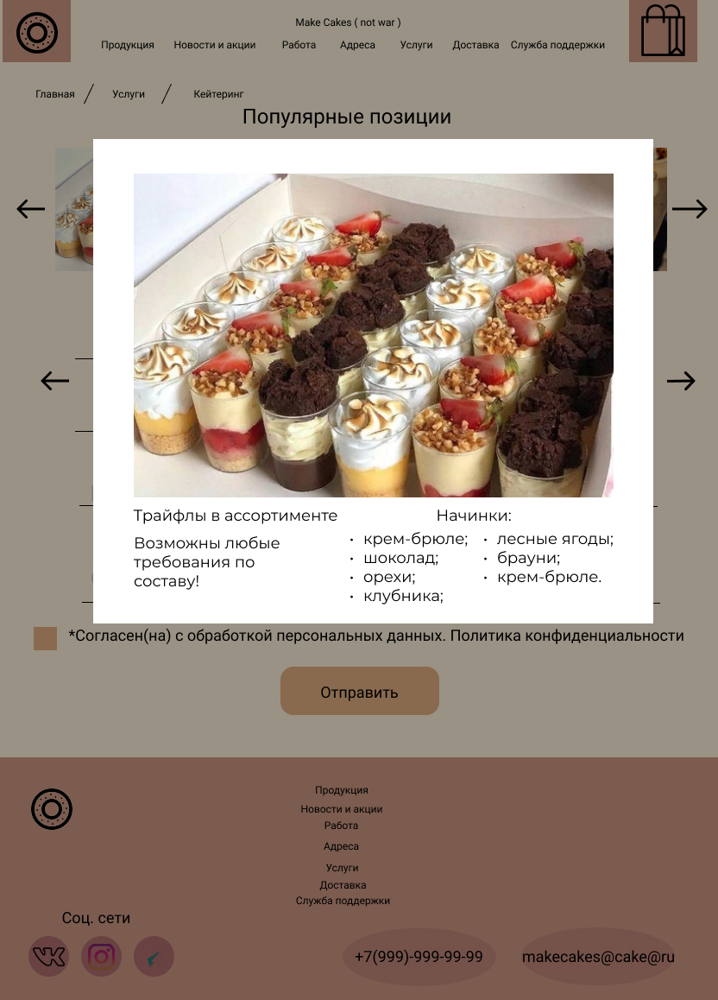 Make Cakes ( not war )
Продукция Новости и акции Работа Адреса Услуги Доставка Служба поддержки
Главная / Услуги / Кейтеринг
Популярные позиции
Трайфлы в ассортименте
Возможны любые
требования по
составу!
Начинки:
• крем-брюле;
• шоколад;
• орехи;
• клубника;
• лесные ягоды;
• брауни;
• крем-брюле.
*Согласен(на) с обработкой персональных данных. Политика конфиденциальности
Отправить
Продукция
Новости и акции
Работа
Адреса
Услуги
Доставка
Служба поддержки
Соц. сети
+7(999)-999-99-99
makecakes@cake@ru